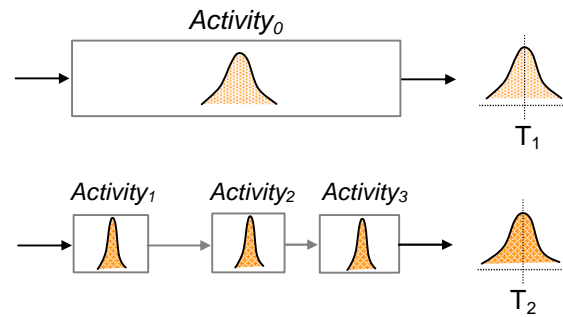 Activity₀
T₁
Activity₁ Activity₂ Activity₃
T₂